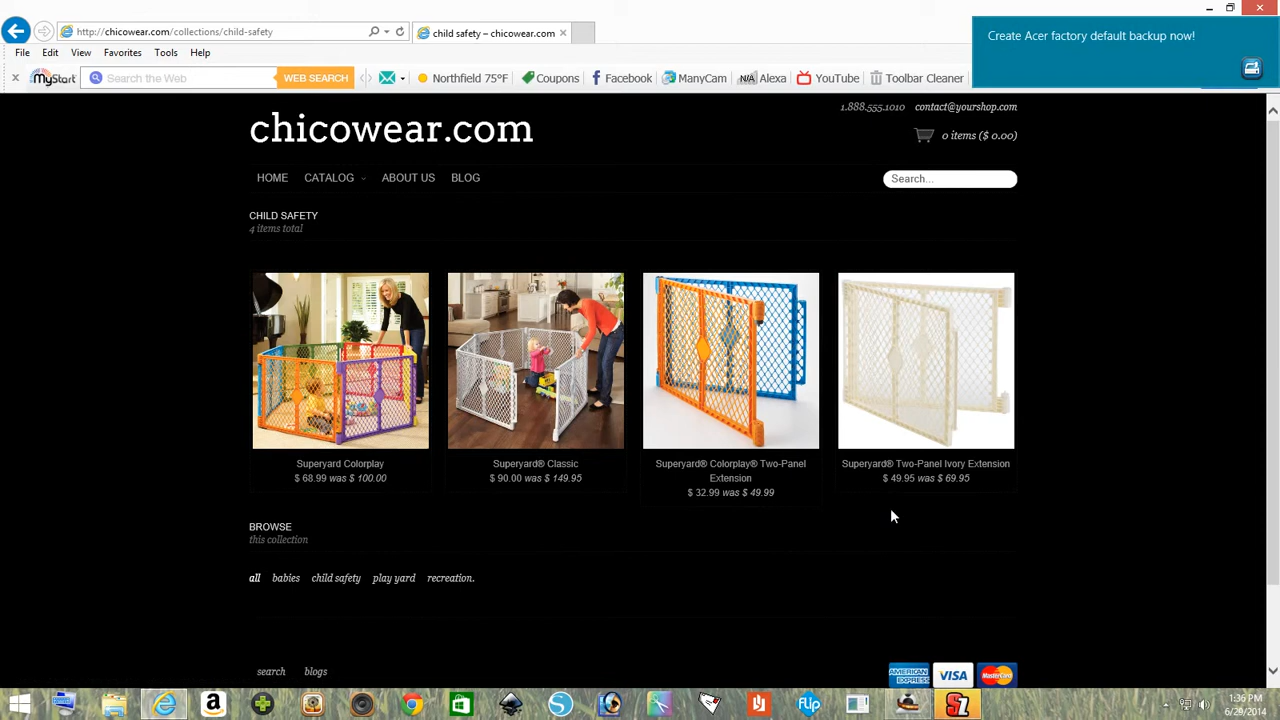 http://chicowear.com/collections/child-safety
child safety – chicowear.com
Create Acer factory default backup now!
File Edit View Favorites Tools Help
MyStart
Search the Web
WEB SEARCH
Northfield 75°F
Coupons
Facebook
ManyCam
N/A Alexa
YouTube
Toolbar Cleaner
1.888.555.1010 contact@yourshop.com
chicowear.com
0 items ($ 0.00)
HOME CATALOG ABOUT US BLOG
Search...
CHILD SAFETY
4 items total
Superyard Colorplay
$ 68.99 was $ 100.00
Superyard® Classic
$ 90.00 was $ 149.95
Superyard® Colorplay® Two-Panel
Extension
$ 32.99 was $ 49.99
Superyard® Two-Panel Ivory Extension
$ 49.95 was $ 69.95
BROWSE
this collection
all babies child safety play yard recreation.
search blogs
AMERICAN EXPRESS
VISA
MasterCard
Flip
1:36 PM
6/29/2014